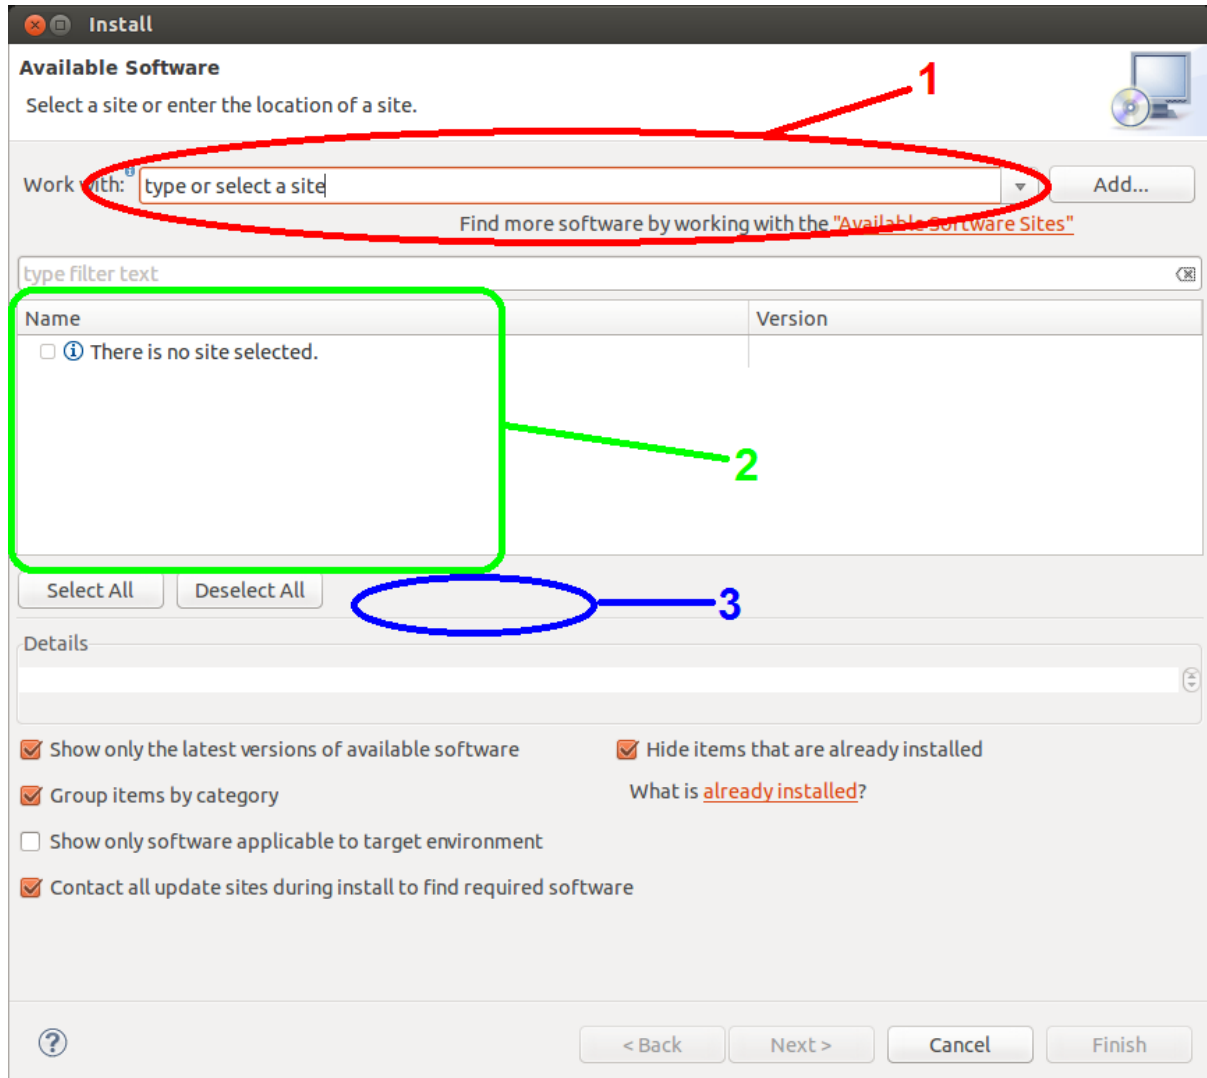 Install
Available Software
Select a site or enter the location of a site.
1
Work with: type or select a site Add...
Find more software by working with the "Available Software Sites"
type filter text
Name Version
There is no site selected.
2
Select All Deselect All
3
Details
Show only the latest versions of available software Hide items that are already installed
Group items by category What is already installed?
Show only software applicable to target environment
Contact all update sites during install to find required software
? < Back Next > Cancel Finish